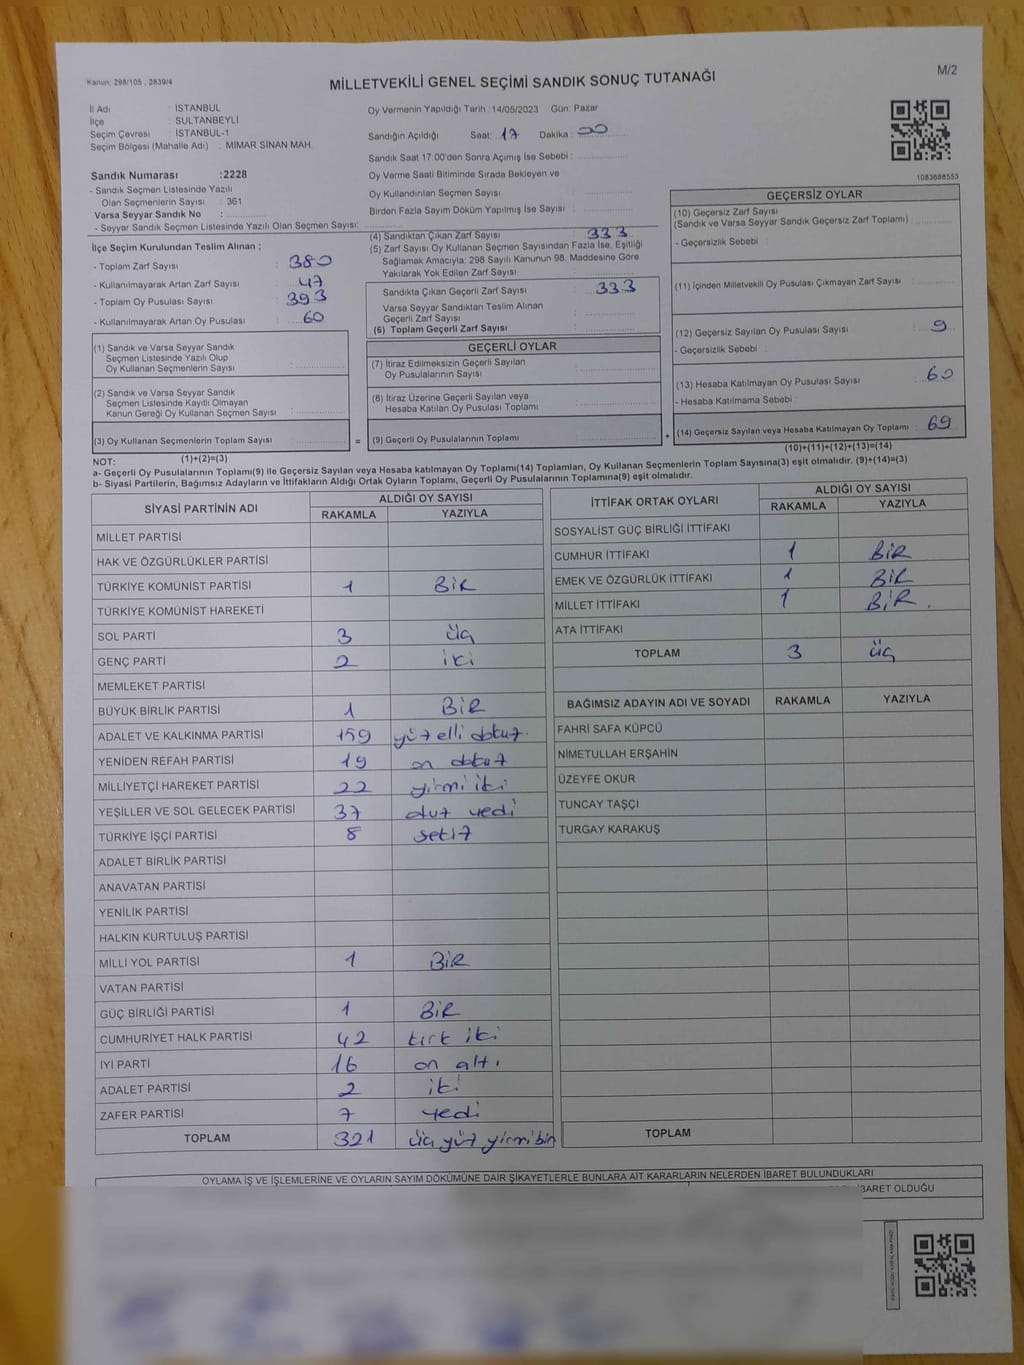 Kanun, 298/105 , 2839/4
MİLLETVEKİLİ GENEL SEÇİMİ SANDIK SONUÇ TUTANAĞI
M/2
İl Adı : İSTANBUL
İlçe : SULTANBEYLİ
Seçim Çevresi : İSTANBUL-1
Seçim Bölgesi (Mahalle Adı) : MİMAR SİNAN MAH.
Sandık Numarası :2228
- Sandık Seçmen Listesinde Yazılı
Olan Seçmenlerin Sayısı : 361
Varsa Seyyar Sandık No :
- Seyyar Sandık Seçmen Listesinde Yazılı Olan Seçmen Sayısı:
Oy Vermenin Yapıldığı Tarih :14/05/2023 Gün: Pazar
Sandığın Açıldığı Saat: 17 Dakika : 00
Sandık Saat 17:00'den Sonra Açımış İse Sebebi :
Oy Verme Saati Bitiminde Sırada Bekleyen ve
Oy Kullandırılan Seçmen Sayısı :
Birden Fazla Sayım Döküm Yapılmış İse Sayısı :
1083688553
İlçe Seçim Kurulundan Teslim Alınan ;
- Toplam Zarf Sayısı : 380
- Kullanılmayarak Artan Zarf Sayısı : 47
- Toplam Oy Pusulası Sayısı : 393
- Kullanılmayarak Artan Oy Pusulası : 60
(4) Sandıktan Çıkan Zarf Sayısı : 333
(5) Zarf Sayısı Oy Kullanan Seçmen Sayısından Fazla İse, Eşitliği
Sağlamak Amacıyla; 298 Sayılı Kanunun 98. Maddesine Göre
Yakılarak Yok Edilen Zarf Sayısı :
Sandıkta Çıkan Geçerli Zarf Sayısı : 333
Varsa Seyyar Sandıktan Teslim Alınan
Geçerli Zarf Sayısı :
(6) Toplam Geçerli Zarf Sayısı :
GEÇERSİZ OYLAR
(10) Geçersiz Zarf Sayısı
(Sandık ve Varsa Seyyar Sandık Geçersiz Zarf Toplamı) :
- Geçersizlik Sebebi :
(11) İçinden Milletvekili Oy Pusulası Çıkmayan Zarf Sayısı :
(12) Geçersiz Sayılan Oy Pusulası Sayısı : 9
- Geçersizlik Sebebi :
(13) Hesaba Katılmayan Oy Pusulası Sayısı : 60
- Hesaba Katılmama Sebebi :
(14) Geçersiz Sayılan veya Hesaba Katılmayan Oy Toplamı : 69
(10)+(11)+(12)+(13)=(14)
(1) Sandık ve Varsa Seyyar Sandık
Seçmen Listesinde Yazılı Olup
Oy Kullanan Seçmenlerin Sayısı :
(2) Sandık ve Varsa Seyyar Sandık
Seçmen Listesinde Kayıtlı Olmayan
Kanun Gereği Oy Kullanan Seçmen Sayısı :
(3) Oy Kullanan Seçmenlerin Toplam Sayısı :
=
GEÇERLİ OYLAR
(7) İtiraz Edilmeksizin Geçerli Sayılan
Oy Pusulalarının Sayısı :
(8) İtiraz Üzerine Geçerli Sayılan veya
Hesaba Katılan Oy Pusulası Toplamı :
(9) Geçerli Oy Pusulalarının Toplamı :
+
NOT: (1)+(2)=(3)
a- Geçerli Oy Pusulalarının Toplamı(9) ile Geçersiz Sayılan veya Hesaba katılmayan Oy Toplamı(14) Toplamları, Oy Kullanan Seçmenlerin Toplam Sayısına(3) eşit olmalıdır. (9)+(14)=(3)
b- Siyasi Partilerin, Bağımsız Adayların ve İttifakların Aldığı Ortak Oyların Toplamı, Geçerli Oy Pusulalarının Toplamına(9) eşit olmalıdır.
SİYASİ PARTİNİN ADI ALDIĞI OY SAYISI
RAKAMLA YAZIYLA
MİLLET PARTİSİ
HAK VE ÖZGÜRLÜKLER PARTİSİ
TÜRKİYE KOMÜNİST PARTİSİ 1 BİR
TÜRKİYE KOMÜNİST HAREKETİ
SOL PARTİ 3 üç
GENÇ PARTİ 2 iki
MEMLEKET PARTİSİ
BÜYÜK BİRLİK PARTİSİ 1 BİR
ADALET VE KALKINMA PARTİSİ 159 yüz elli dokuz.
YENİDEN REFAH PARTİSİ 19 on dokuz
MİLLİYETÇİ HAREKET PARTİSİ 22 yirmi iki
YEŞİLLER VE SOL GELECEK PARTİSİ 37 otuz yedi
TÜRKİYE İŞÇİ PARTİSİ 8 sekiz
ADALET BİRLİK PARTİSİ
ANAVATAN PARTİSİ
YENİLİK PARTİSİ
HALKIN KURTULUŞ PARTİSİ
MİLLİ YOL PARTİSİ 1 BİR
VATAN PARTİSİ
GÜÇ BİRLİĞİ PARTİSİ 1 BİR
CUMHURİYET HALK PARTİSİ 42 kırk iki
İYİ PARTİ 16 on altı
ADALET PARTİSİ 2 iki
ZAFER PARTİSİ 7 yedi
TOPLAM 321 üç yüz yirmi bir
İTTİFAK ORTAK OYLARI ALDIĞI OY SAYISI
RAKAMLA YAZIYLA
SOSYALİST GÜÇ BİRLİĞİ İTTİFAKI
CUMHUR İTTİFAKI 1 BİR
EMEK VE ÖZGÜRLÜK İTTİFAKI 1 BİR
MİLLET İTTİFAKI 1 BİR.
ATA İTTİFAKI
TOPLAM 3 üç
BAĞIMSIZ ADAYIN ADI VE SOYADI RAKAMLA YAZIYLA
FAHRİ SAFA KÜPCÜ
NİMETULLAH ERŞAHİN
ÜZEYFE OKUR
TUNCAY TAŞÇI
TURGAY KARAKUŞ
TOPLAM
OYLAMA İŞ VE İŞLEMLERİNE VE OYLARIN SAYIM DÖKÜMÜNE DAİR ŞİKAYETLERLE BUNLARA AİT KARARLARIN NELERDEN İBARET BULUNDUKLARI
İBARET OLDUĞU